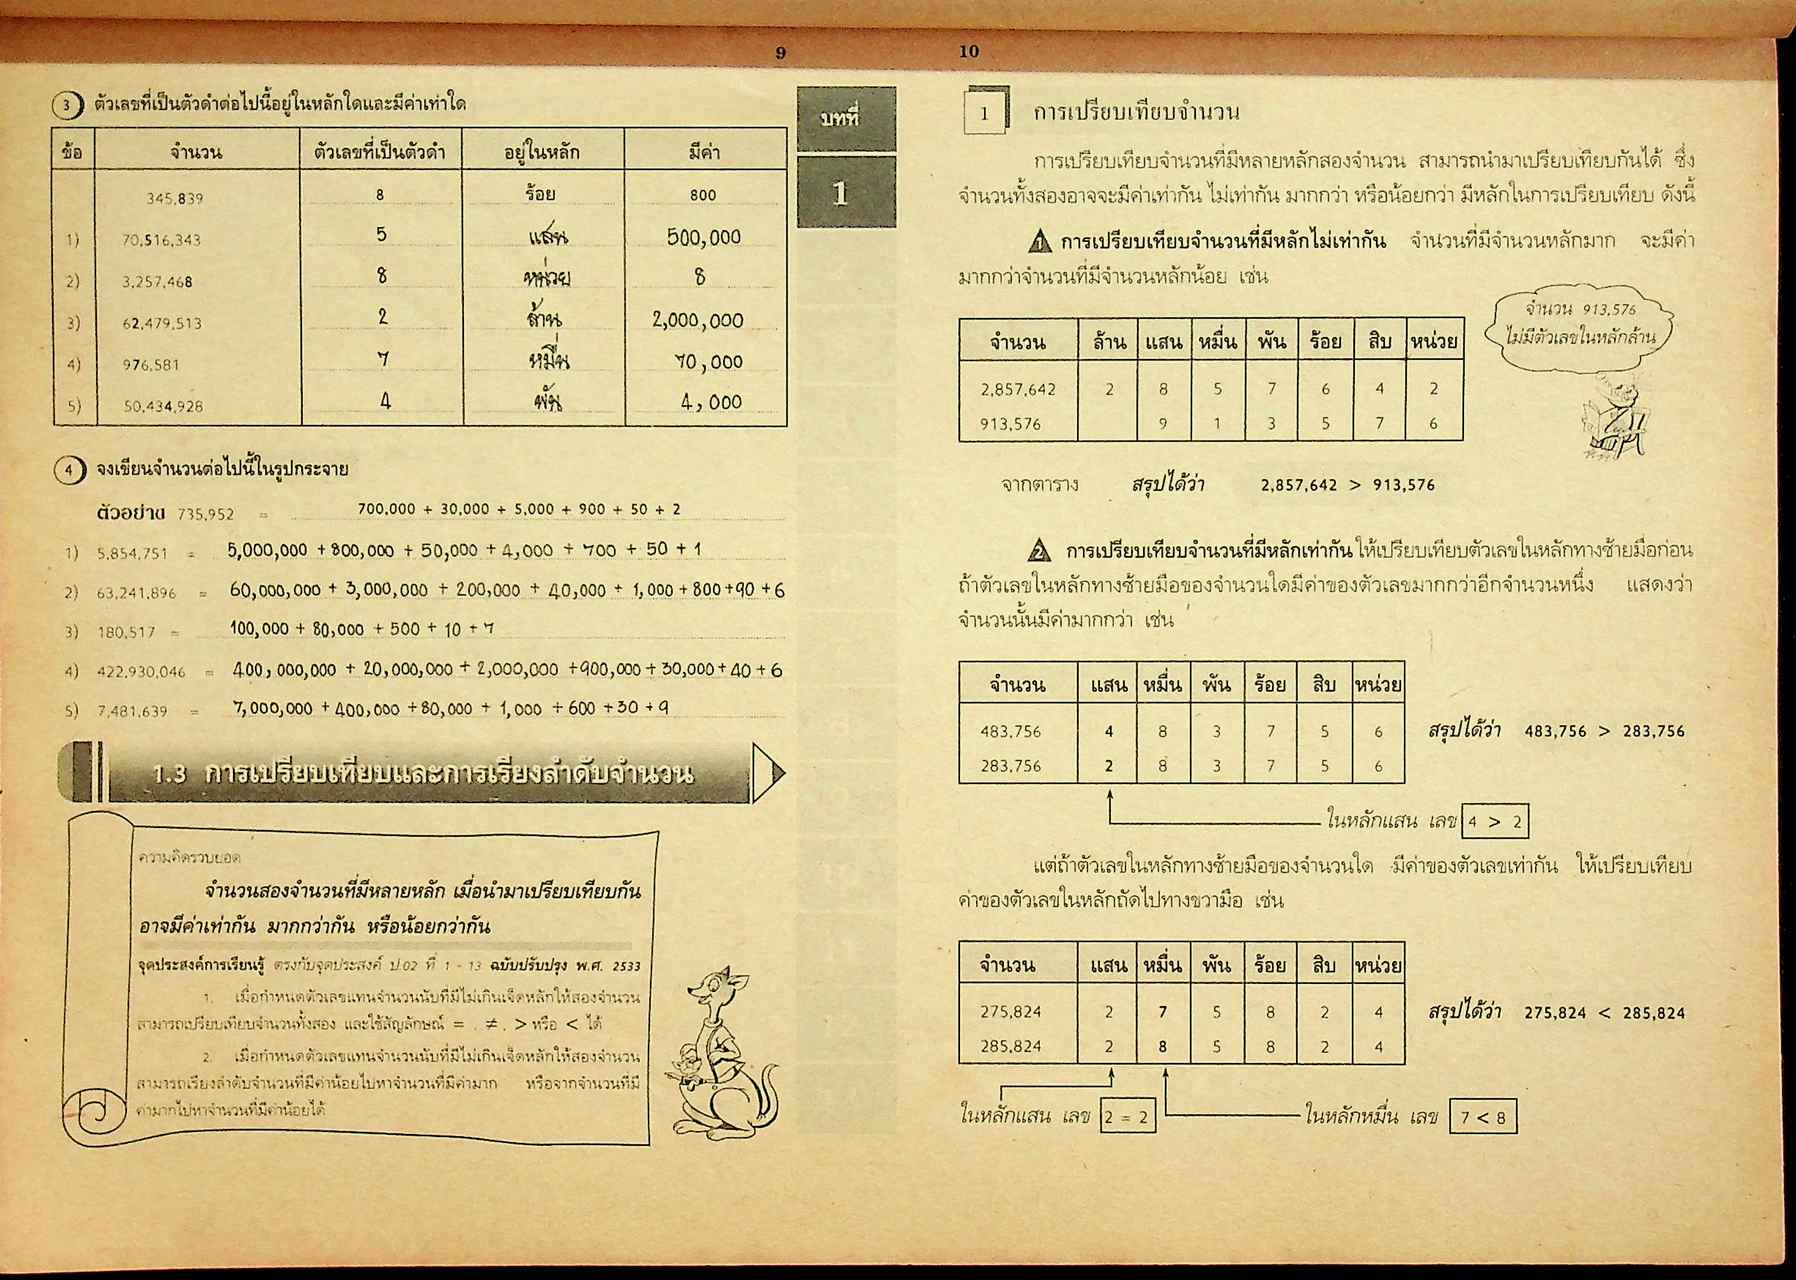 9
3 ตัวเลขที่เป็นตัวดำต่อไปนี้อยู่ในหลักใดและมีค่าเท่าใด
ข้อ จำนวน ตัวเลขที่เป็นตัวดำ อยู่ในหลัก มีค่า
345,839 8 ร้อย 800
1) 70,516,343 5 แสน 500,000
2) 3,257,468 8 หน่วย 8
3) 62,479,513 2 ล้าน 2,000,000
4) 976,581 7 หมื่น 70,000
5) 50,434,928 4 พัน 4,000
4 จงเขียนจำนวนต่อไปนี้ในรูปกระจาย
ตัวอย่าง 735,952 = 700,000 + 30,000 + 5,000 + 900 + 50 + 2
1) 5,854,751 = 5,000,000 + 800,000 + 50,000 + 4,000 + 700 + 50 + 1
2) 63,241,896 = 60,000,000 + 3,000,000 + 200,000 + 40,000 + 1,000 + 800 + 90 + 6
3) 180,517 = 100,000 + 80,000 + 500 + 10 + 7
4) 422,930,046 = 400,000,000 + 20,000,000 + 2,000,000 + 900,000 + 30,000 + 40 + 6
5) 7,481,639 = 7,000,000 + 400,000 + 80,000 + 1,000 + 600 + 30 + 9
1.3 การเปรียบเทียบและการเรียงลำดับจำนวน
ความคิดรวบยอด
จำนวนสองจำนวนที่มีหลายหลัก เมื่อนำมาเปรียบเทียบกัน
อาจมีค่าเท่ากัน มากกว่ากัน หรือน้อยกว่ากัน
จุดประสงค์การเรียนรู้ ตรงกับจุดประสงค์ ป.02 ที่ 1 - 13 ฉบับปรับปรุง พ.ศ. 2533
1. เมื่อกำหนดตัวเลขแทนจำนวนนับที่มีไม่เกินเจ็ดหลักให้สองจำนวน
สามารถเปรียบเทียบจำนวนทั้งสอง และใช้สัญลักษณ์ = , ≠ , > หรือ < ได้
2. เมื่อกำหนดตัวเลขแทนจำนวนนับที่มีไม่เกินเจ็ดหลักให้สองจำนวน
สามารถเรียงลำดับจำนวนที่มีค่าน้อยไปหาจำนวนที่มีค่ามาก หรือจากจำนวนที่มี
ค่ามากไปหาจำนวนที่มีค่าน้อยได้
บทที่
1
10
1 การเปรียบเทียบจำนวน
การเปรียบเทียบจำนวนที่มีหลายหลักสองจำนวน สามารถนำมาเปรียบเทียบกันได้ ซึ่ง
จำนวนทั้งสองอาจจะมีค่าเท่ากัน ไม่เท่ากัน มากกว่า หรือน้อยกว่า มีหลักในการเปรียบเทียบ ดังนี้
1 การเปรียบเทียบจำนวนที่มีหลักไม่เท่ากัน จำนวนที่มีจำนวนหลักมาก จะมีค่า
มากกว่าจำนวนที่มีจำนวนหลักน้อย เช่น
จำนวน 913,576
ไม่มีตัวเลขในหลักล้าน
จำนวน ล้าน แสน หมื่น พัน ร้อย สิบ หน่วย
2,857,642 2 8 5 7 6 4 2
913,576 9 1 3 5 7 6
จากตาราง สรุปได้ว่า 2,857,642 > 913,576
2 การเปรียบเทียบจำนวนที่มีหลักเท่ากัน ให้เปรียบเทียบตัวเลขในหลักทางซ้ายมือก่อน
ถ้าตัวเลขในหลักทางซ้ายมือของจำนวนใดมีค่าของตัวเลขมากกว่าอีกจำนวนหนึ่ง แสดงว่า
จำนวนนั้นมีค่ามากกว่า เช่น
จำนวน แสน หมื่น พัน ร้อย สิบ หน่วย
483,756 4 8 3 7 5 6 สรุปได้ว่า 483,756 > 283,756
283,756 2 8 3 7 5 6
ในหลักแสน เลข 4 > 2
แต่ถ้าตัวเลขในหลักทางซ้ายมือของจำนวนใด มีค่าของตัวเลขเท่ากัน ให้เปรียบเทียบ
ค่าของตัวเลขในหลักถัดไปทางขวามือ เช่น
จำนวน แสน หมื่น พัน ร้อย สิบ หน่วย
275,824 2 7 5 8 2 4 สรุปได้ว่า 275,824 < 285,824
285,824 2 8 5 8 2 4
ในหลักแสน เลข 2 = 2 ในหลักหมื่น เลข 7 < 8